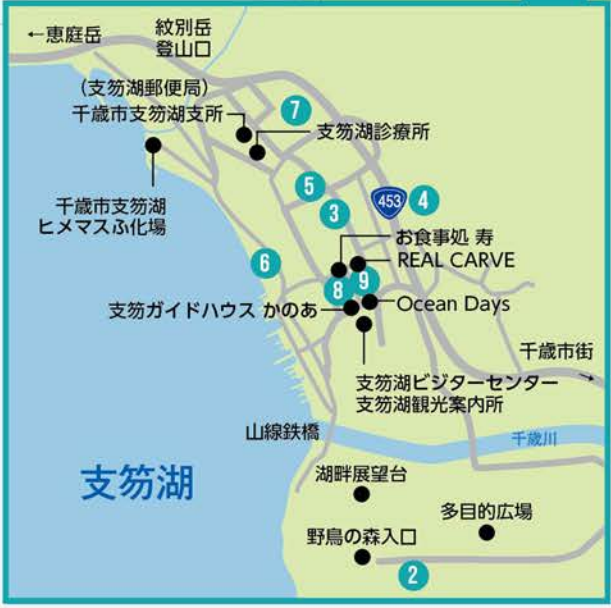 ←恵庭岳
紋別岳
登山口
(支笏湖郵便局)
千歳市支笏湖支所
7
支笏湖診療所
千歳市支笏湖
ヒメマスふ化場
5
453
4
3
6
お食事処 寿
REAL CARVE
8
9
支笏ガイドハウス かのあ
Ocean Days
千歳市街
→
支笏湖ビジターセンター
支笏湖観光案内所
山線鉄橋
千歳川
支笏湖
湖畔展望台
多目的広場
野鳥の森入口
2